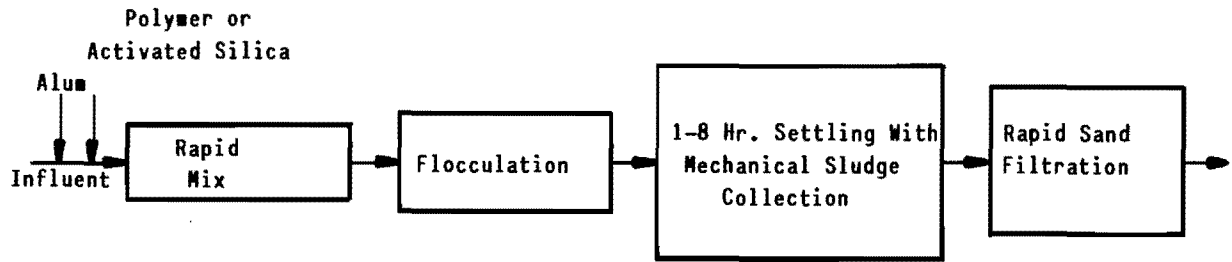 Polymer or
Activated Silica
Alum
Influent
Rapid
Mix
Flocculation
1-8 Hr. Settling With
Mechanical Sludge
Collection
Rapid Sand
Filtration